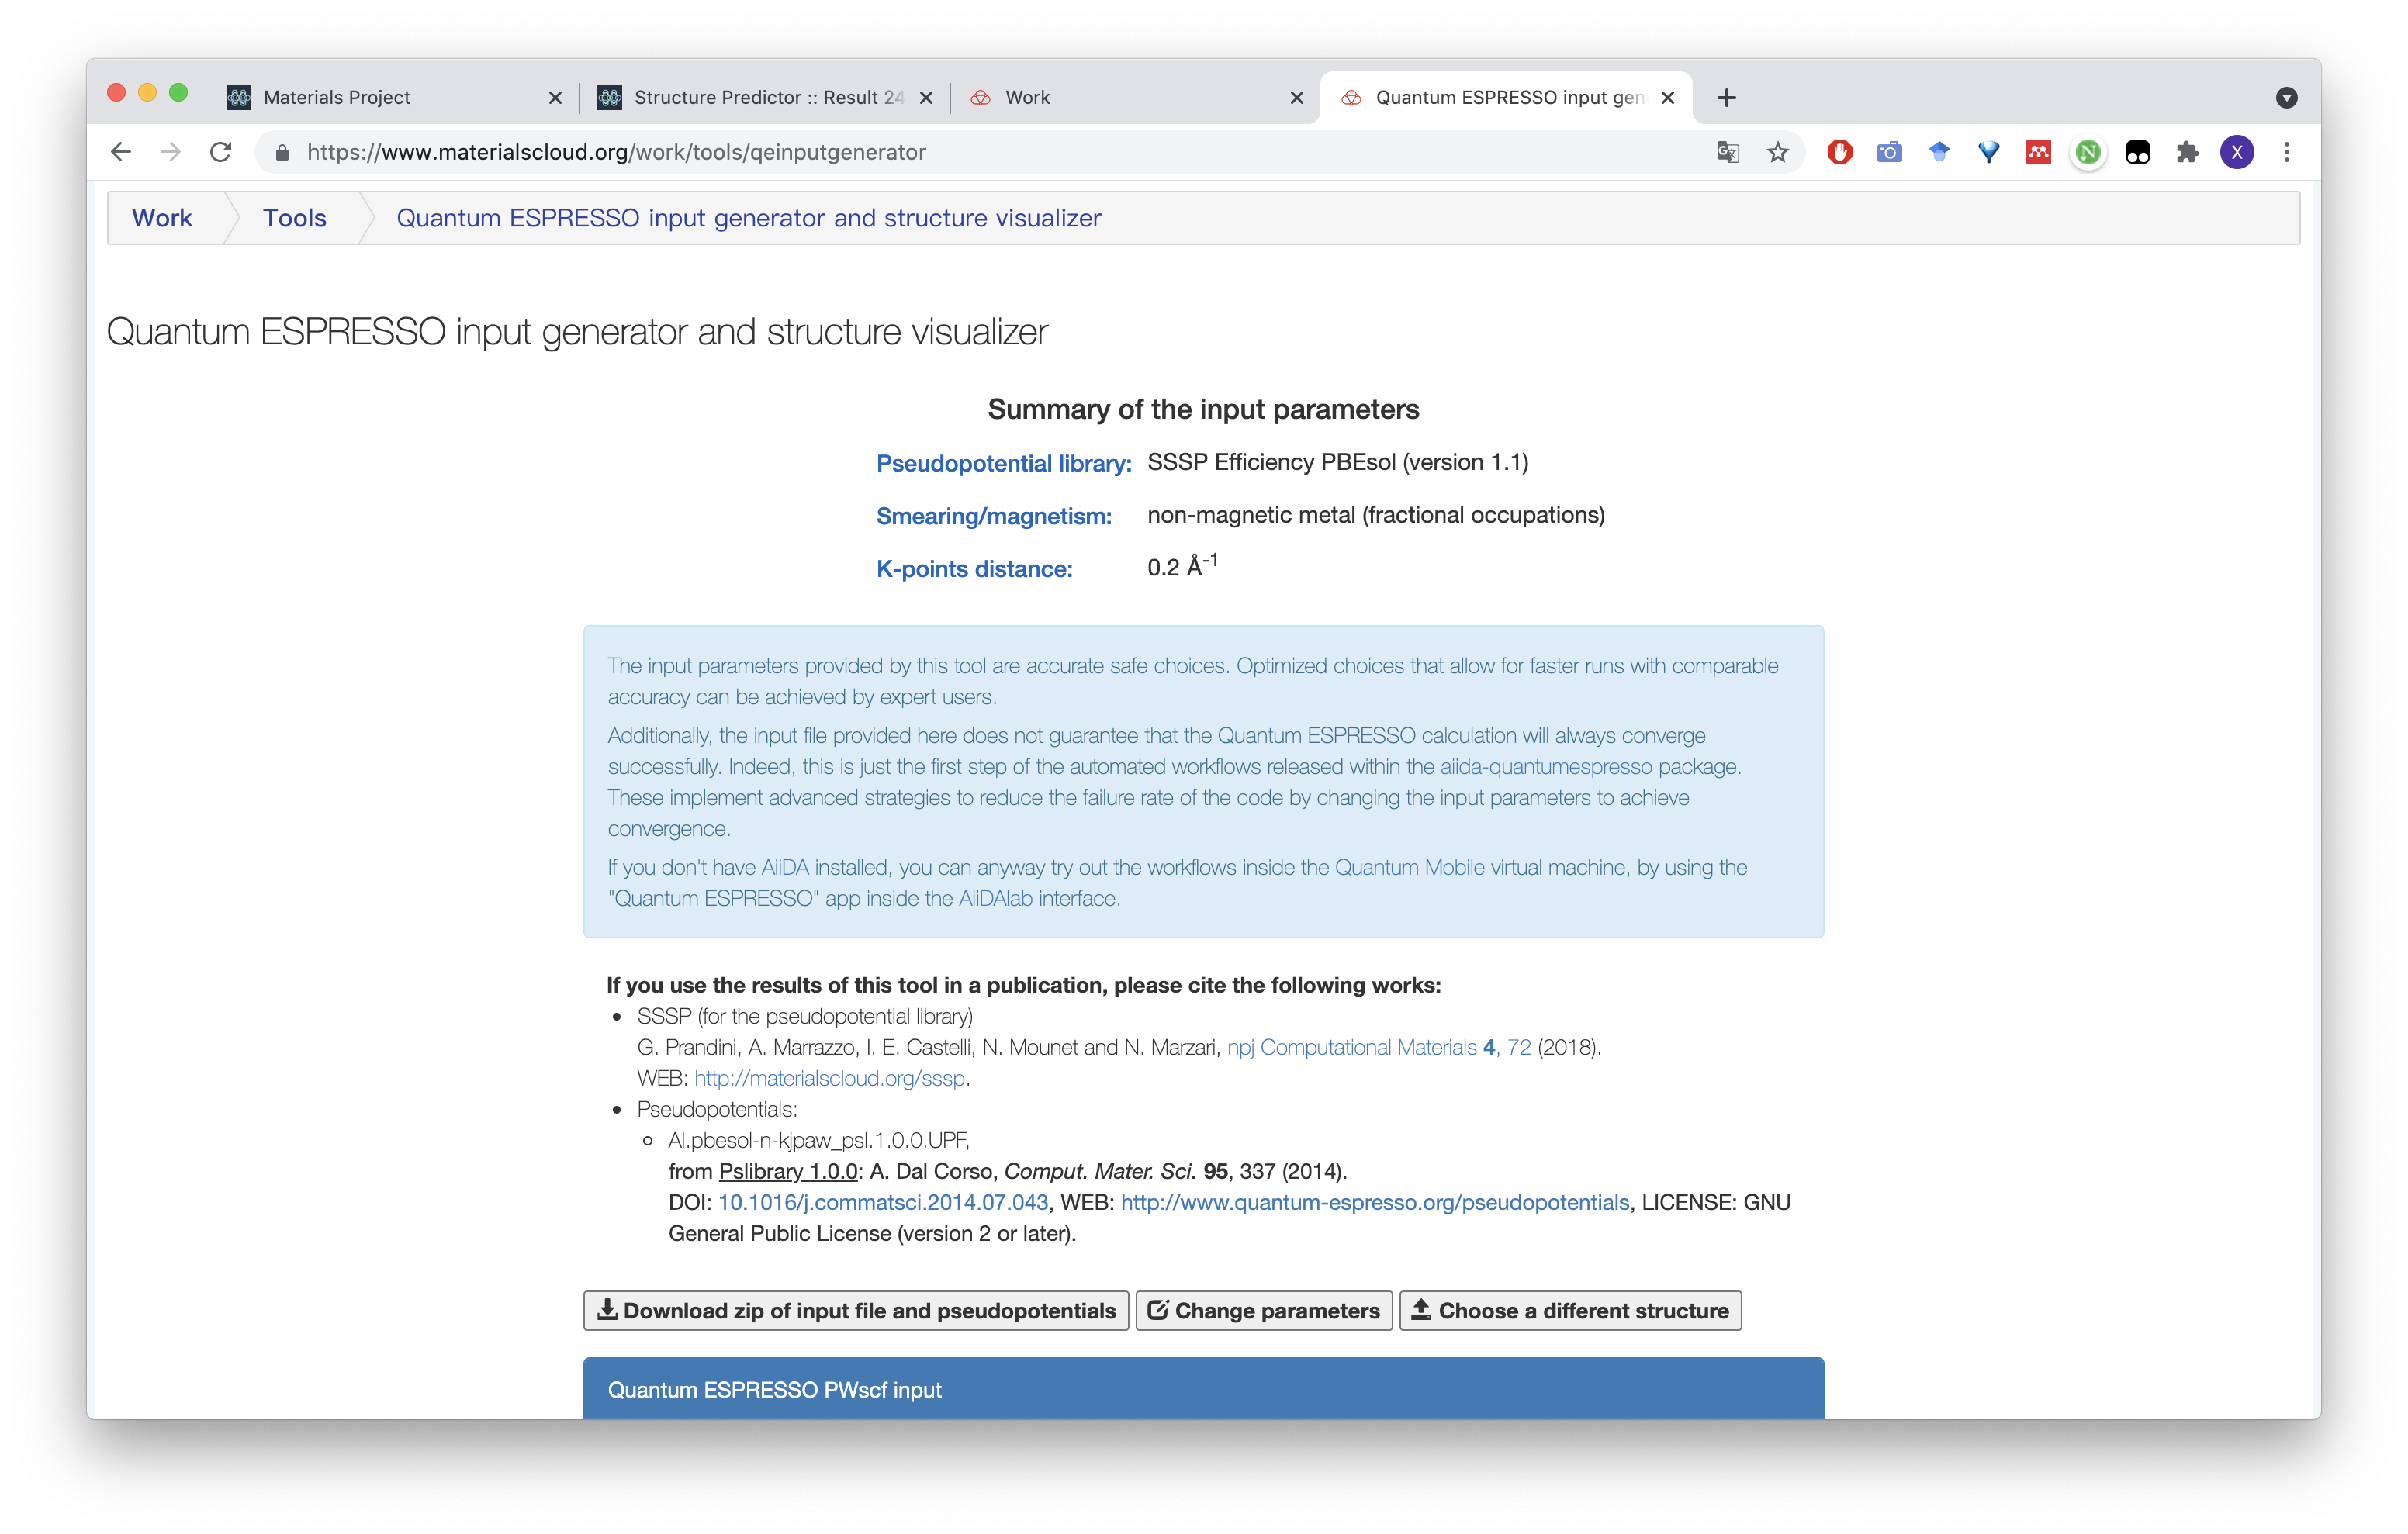 Materials Project
Structure Predictor :: Result 24
Work
Quantum ESPRESSO input gen
https://www.materialscloud.org/work/tools/qeinputgenerator
X
Work
Tools
Quantum ESPRESSO input generator and structure visualizer
Quantum ESPRESSO input generator and structure visualizer
Summary of the input parameters
Pseudopotential library: SSSP Efficiency PBEsol (version 1.1)
Smearing/magnetism: non-magnetic metal (fractional occupations)
K-points distance: 0.2 Å⁻¹
The input parameters provided by this tool are accurate safe choices. Optimized choices that allow for faster runs with comparable
accuracy can be achieved by expert users.
Additionally, the input file provided here does not guarantee that the Quantum ESPRESSO calculation will always converge
successfully. Indeed, this is just the first step of the automated workflows released within the aiida-quantumespresso package.
These implement advanced strategies to reduce the failure rate of the code by changing the input parameters to achieve
convergence.
If you don't have AiiDA installed, you can anyway try out the workflows inside the Quantum Mobile virtual machine, by using the
"Quantum ESPRESSO" app inside the AiiDAlab interface.
If you use the results of this tool in a publication, please cite the following works:
• SSSP (for the pseudopotential library)
G. Prandini, A. Marrazzo, I. E. Castelli, N. Mounet and N. Marzari, npj Computational Materials 4, 72 (2018).
WEB: http://materialscloud.org/sssp.
• Pseudopotentials:
Al.pbesol-n-kjpaw_psl.1.0.0.UPF,
from Pslibrary 1.0.0: A. Dal Corso, Comput. Mater. Sci. 95, 337 (2014).
DOI: 10.1016/j.commatsci.2014.07.043, WEB: http://www.quantum-espresso.org/pseudopotentials, LICENSE: GNU
General Public License (version 2 or later).
Download zip of input file and pseudopotentials
Change parameters
Choose a different structure
Quantum ESPRESSO PWscf input